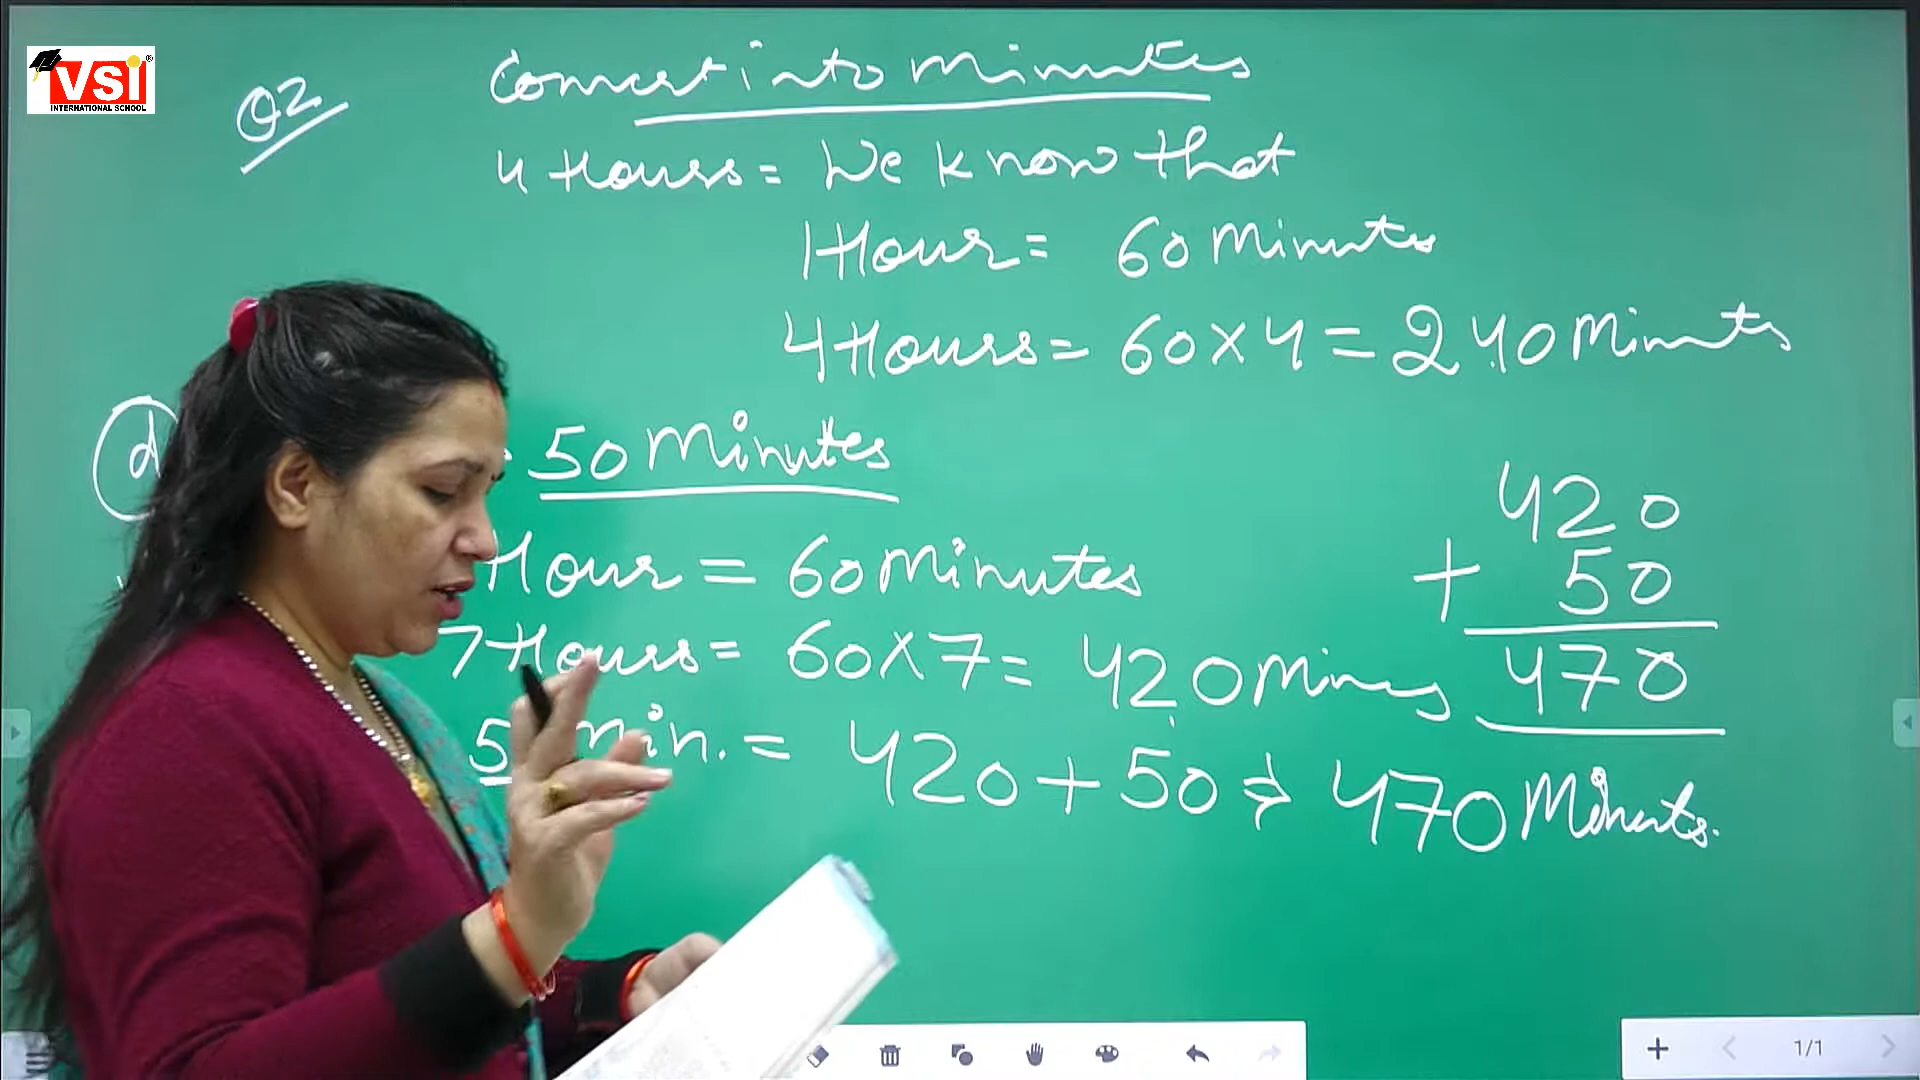 VSI
INTERNATIONAL SCHOOL
Q2
Convert into Minutes
4 Hours = We know that
1 Hour = 60 Minutes
4 Hours = 60 × 4 = 240 Minutes
d
50 Minutes
Hour = 60 Minutes
7 Hours = 60 × 7 = 420 Mins
5 min. = 420 + 50 ⇒ 470 Minuts.
420
+ 50
470
1/1